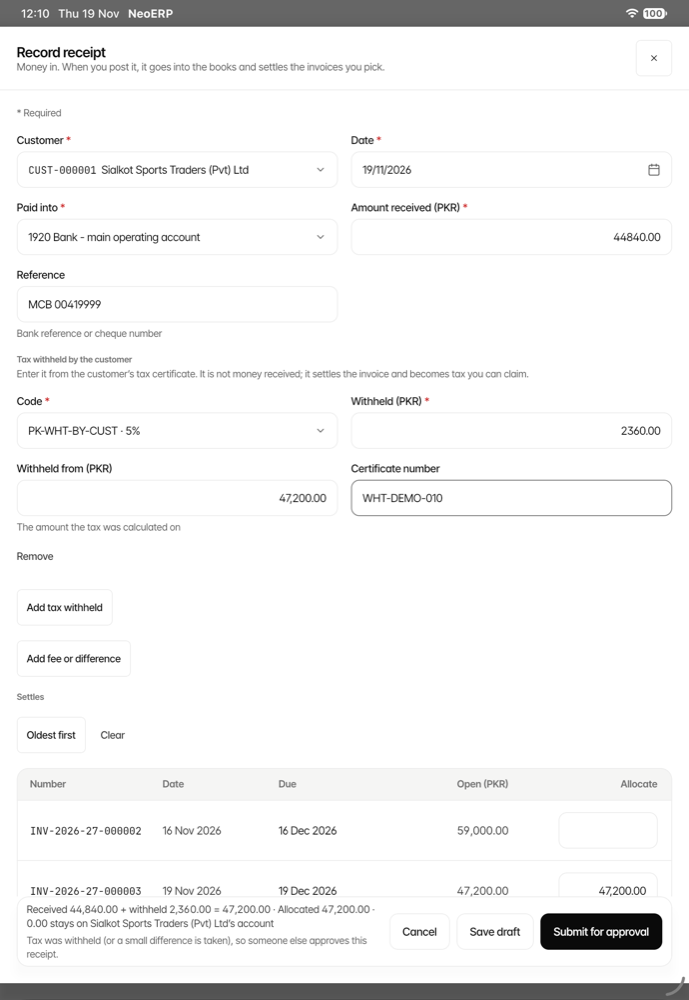 12:10 Thu 19 Nov NeoERP 100
Record receipt
Money in. When you post it, it goes into the books and settles the invoices you pick.
×
* Required
Customer * Date *
CUST-000001 Sialkot Sports Traders (Pvt) Ltd 19/11/2026
Paid into * Amount received (PKR) *
1920 Bank - main operating account 44840.00
Reference
MCB 00419999
Bank reference or cheque number
Tax withheld by the customer
Enter it from the customer's tax certificate. It is not money received; it settles the invoice and becomes tax you can claim.
Code * Withheld (PKR) *
PK-WHT-BY-CUST · 5% 2360.00
Withheld from (PKR) Certificate number
47,200.00 WHT-DEMO-010
The amount the tax was calculated on
Remove
Add tax withheld
Add fee or difference
Settles
Oldest first Clear
Number Date Due Open (PKR) Allocate
INV-2026-27-000002 16 Nov 2026 16 Dec 2026 59,000.00
INV-2026-27-000003 19 Nov 2026 19 Dec 2026 47,200.00 47,200.00
Received 44,840.00 + withheld 2,360.00 = 47,200.00 · Allocated 47,200.00 ·
0.00 stays on Sialkot Sports Traders (Pvt) Ltd's account
Tax was withheld (or a small difference is taken), so someone else approves this
receipt.
Cancel Save draft Submit for approval